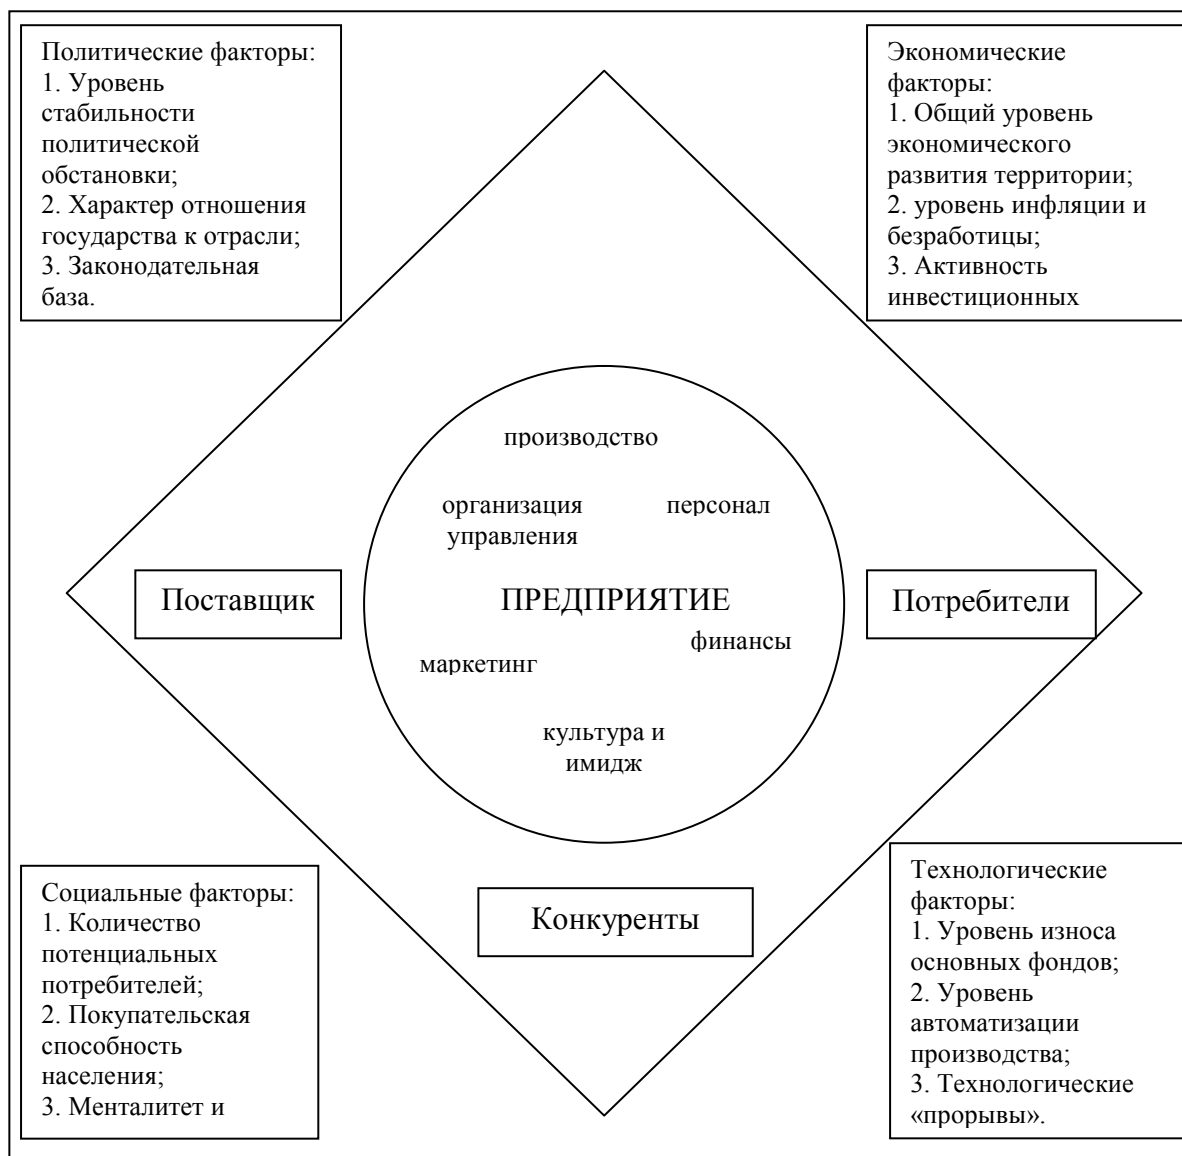 Политические факторы:
1. Уровень
стабильности
политической
обстановки;
2. Характер отношения
государства к отрасли;
3. Законодательная
база.
Экономические
факторы:
1. Общий уровень
экономического
развития территории;
2. уровень инфляции и
безработицы;
3. Активность
инвестиционных
производство
организация
управления
персонал
Поставщик
ПРЕДПРИЯТИЕ
Потребители
финансы
маркетинг
культура и
имидж
Конкуренты
Социальные факторы:
1. Количество
потенциальных
потребителей;
2. Покупательская
способность
населения;
3. Менталитет и
Технологические
факторы:
1. Уровень износа
основных фондов;
2. Уровень
автоматизации
производства;
3. Технологические
«прорывы».